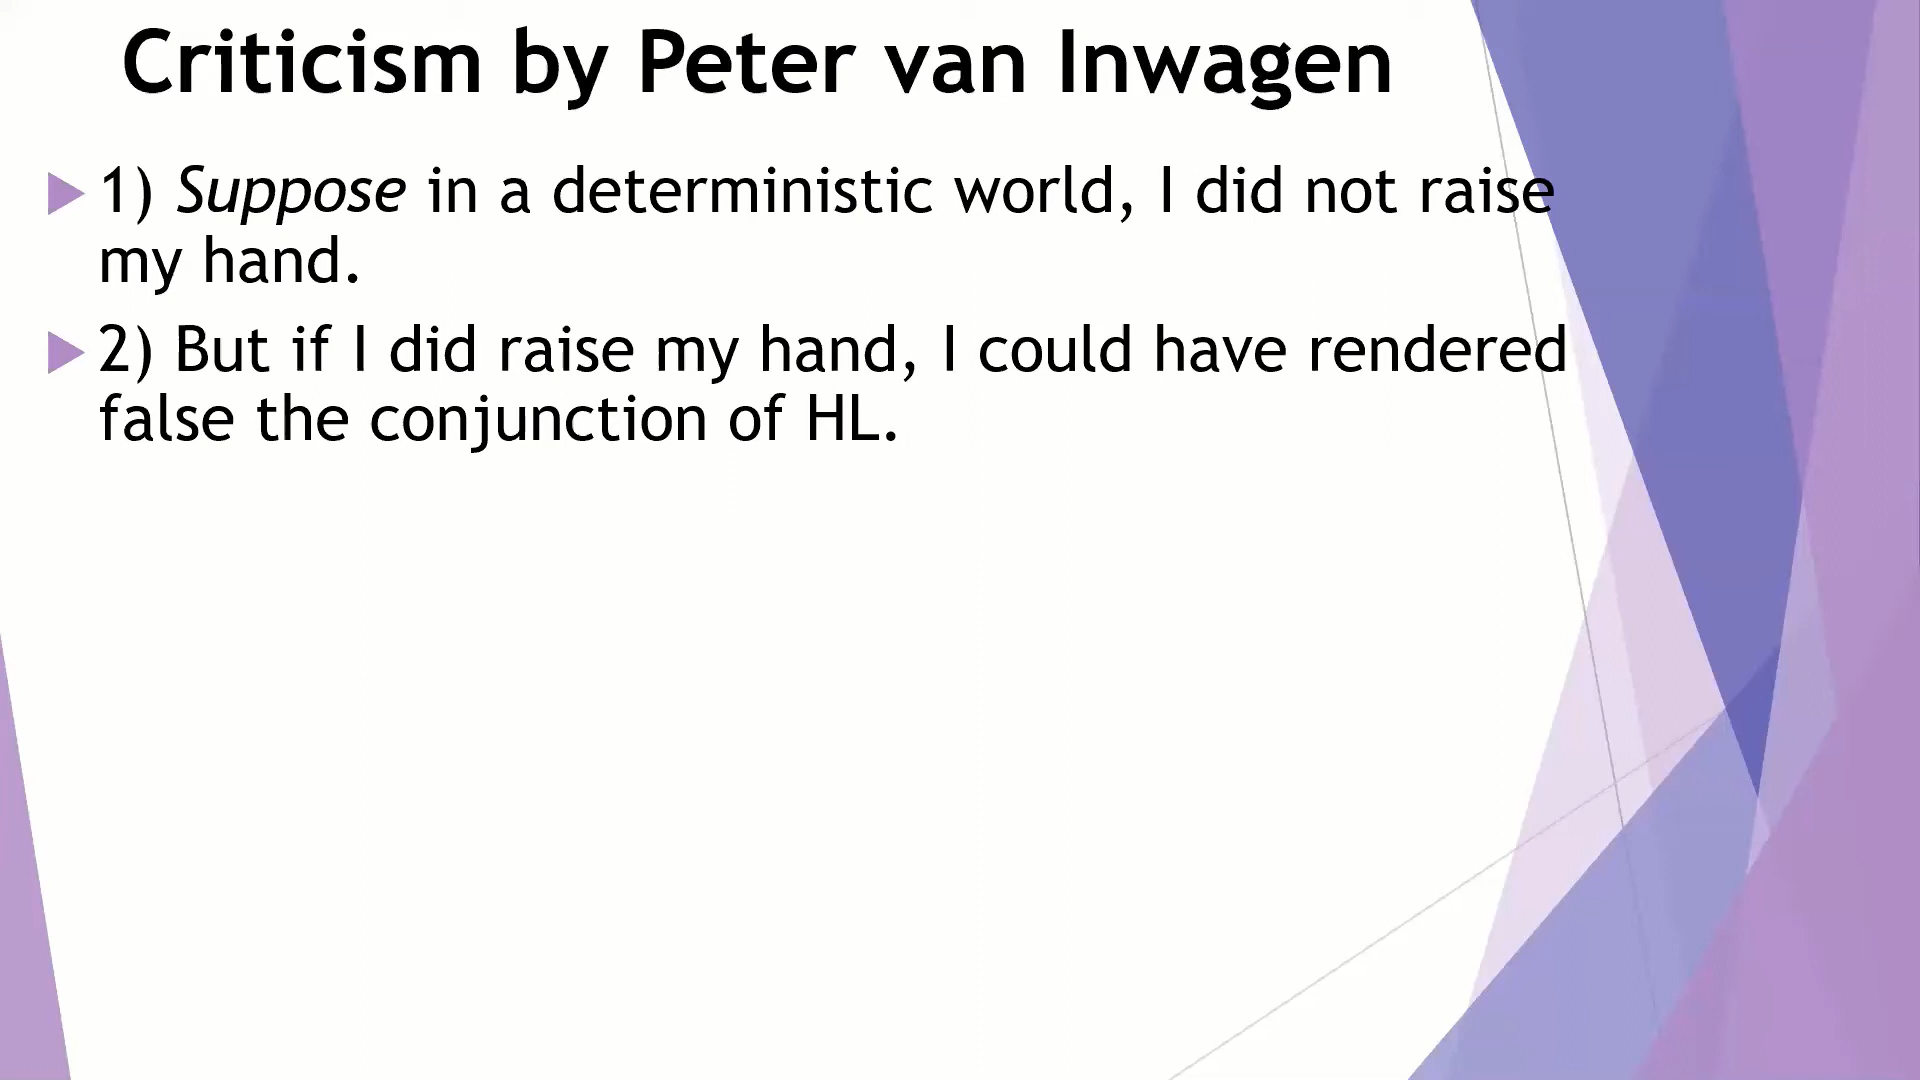 Criticism by Peter van Inwagen
1) Suppose in a deterministic world, I did not raise
my hand.
2) But if I did raise my hand, I could have rendered
false the conjunction of HL.